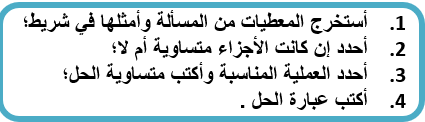 1. أستخرج المعطيات من المسألة وأمثلها في شريط؛
2. أحدد إن كانت الأجزاء متساوية أم لا؛
3. أحدد العملية المناسبة وأكتب متساوية الحل؛
4. أكتب عبارة الحل .